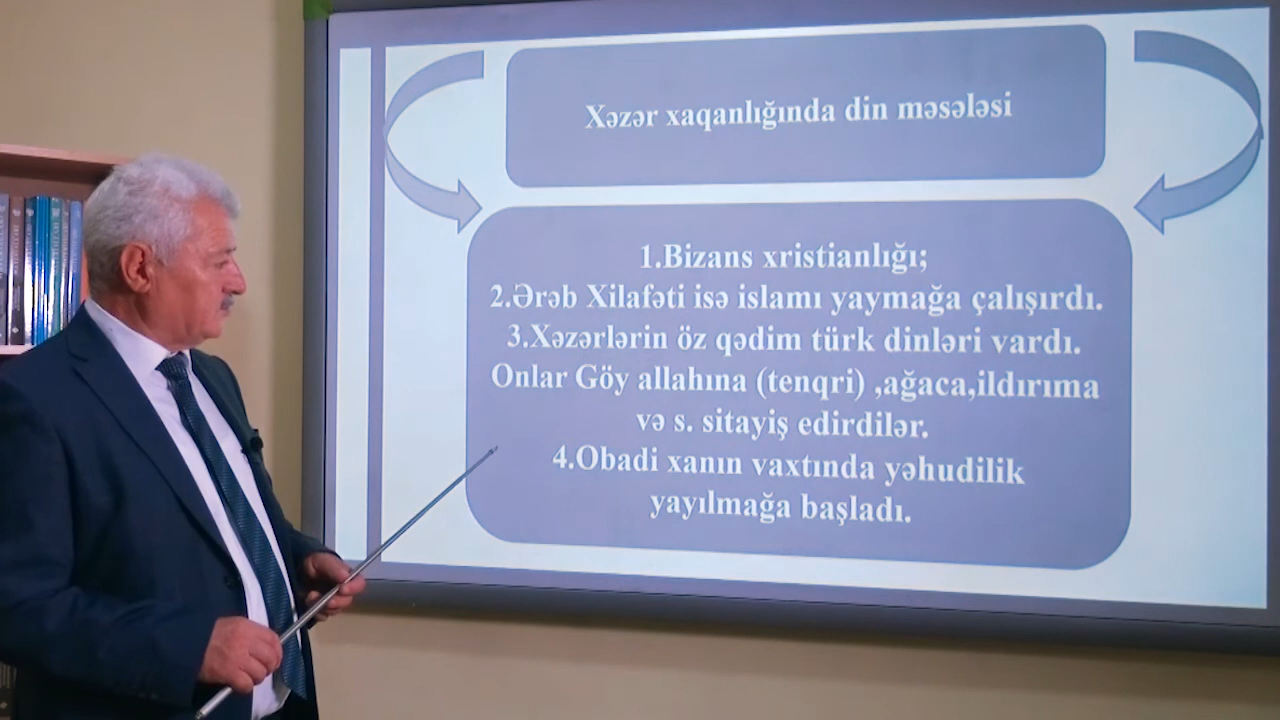 Xəzər xaqanlığında din məsələsi
1.Bizans xristianlığı;
2.Ərəb Xilafəti isə islamı yaymağa çalışırdı.
3.Xəzərlərin öz qədim türk dinləri vardı.
Onlar Göy allahına (tenqri) ,ağaca,ildırıma
və s. sitayiş edirdilər.
4.Obadi xanın vaxtında yəhudilik
yayılmağa başladı.